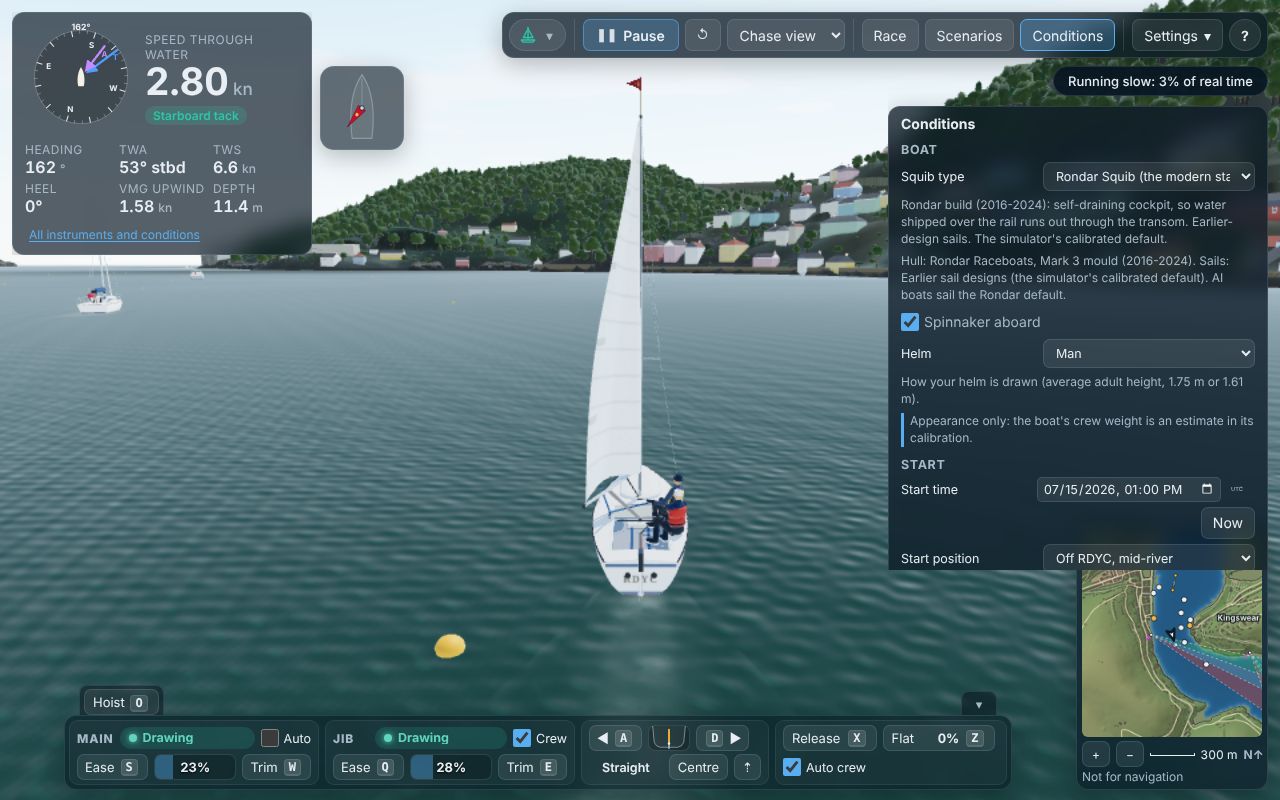 162°
S
E
W
N
SPEED THROUGH
WATER
2.80 kn
Starboard tack
HEADING
162 °
TWA
53° stbd
TWS
6.6 kn
HEEL
0°
VMG UPWIND
1.58 kn
DEPTH
11.4 m
All instruments and conditions
Pause
Chase view
Race
Scenarios
Conditions
Settings ▾
?
Running slow: 3% of real time
Conditions
BOAT
Squib type
Rondar Squib (the modern sta
Rondar build (2016-2024): self-draining cockpit, so water
shipped over the rail runs out through the transom. Earlier-
design sails. The simulator's calibrated default.
Hull: Rondar Raceboats, Mark 3 mould (2016-2024). Sails:
Earlier sail designs (the simulator's calibrated default). AI
boats sail the Rondar default.
Spinnaker aboard
Helm
Man
How your helm is drawn (average adult height, 1.75 m or 1.61
m).
Appearance only: the boat's crew weight is an estimate in its
calibration.
START
Start time
07/15/2026, 01:00 PM
UTC
Now
Start position
Off RDYC, mid-river
RDYC
Kingswear
+
−
300 m
N↑
Not for navigation
Hoist 0
▾
MAIN
Drawing
Auto
Ease S
23%
Trim W
JIB
Drawing
Crew
Ease Q
28%
Trim E
◀ A
D ▶
Straight
Centre
↑
Release X
Flat 0% Z
Auto crew